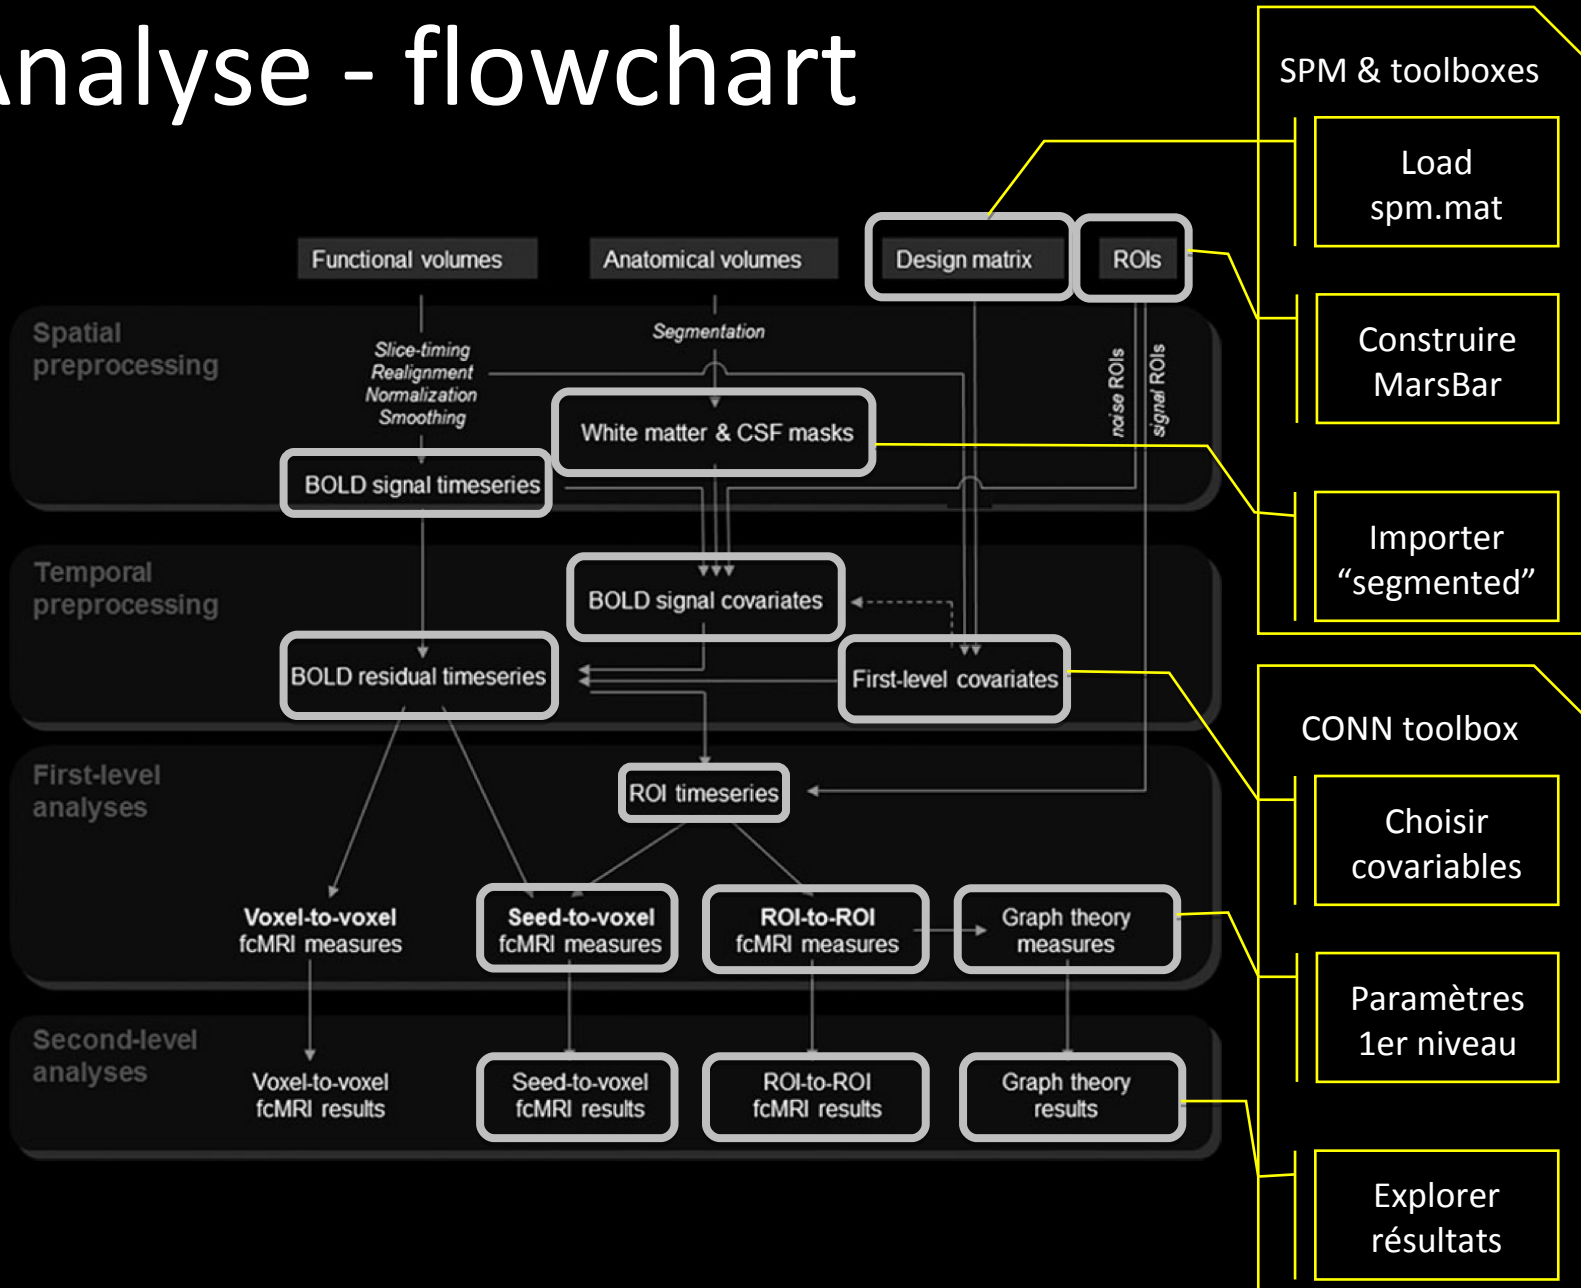 Analyse - flowchart
SPM & toolboxes
Load
spm.mat
Construire
MarsBar
Importer
“segmented”
CONN toolbox
Choisir
covariables
Paramètres
1er niveau
Explorer
résultats
Functional volumes
Anatomical volumes
Design matrix
ROIs
Spatial
preprocessing
Slice-timing
Realignment
Normalization
Smoothing
Segmentation
noise ROIs
signal ROIs
White matter & CSF masks
BOLD signal timeseries
Temporal
preprocessing
BOLD signal covariates
BOLD residual timeseries
First-level covariates
First-level
analyses
ROI timeseries
Voxel-to-voxel
fcMRI measures
Seed-to-voxel
fcMRI measures
ROI-to-ROI
fcMRI measures
Graph theory
measures
Second-level
analyses
Voxel-to-voxel
fcMRI results
Seed-to-voxel
fcMRI results
ROI-to-ROI
fcMRI results
Graph theory
results